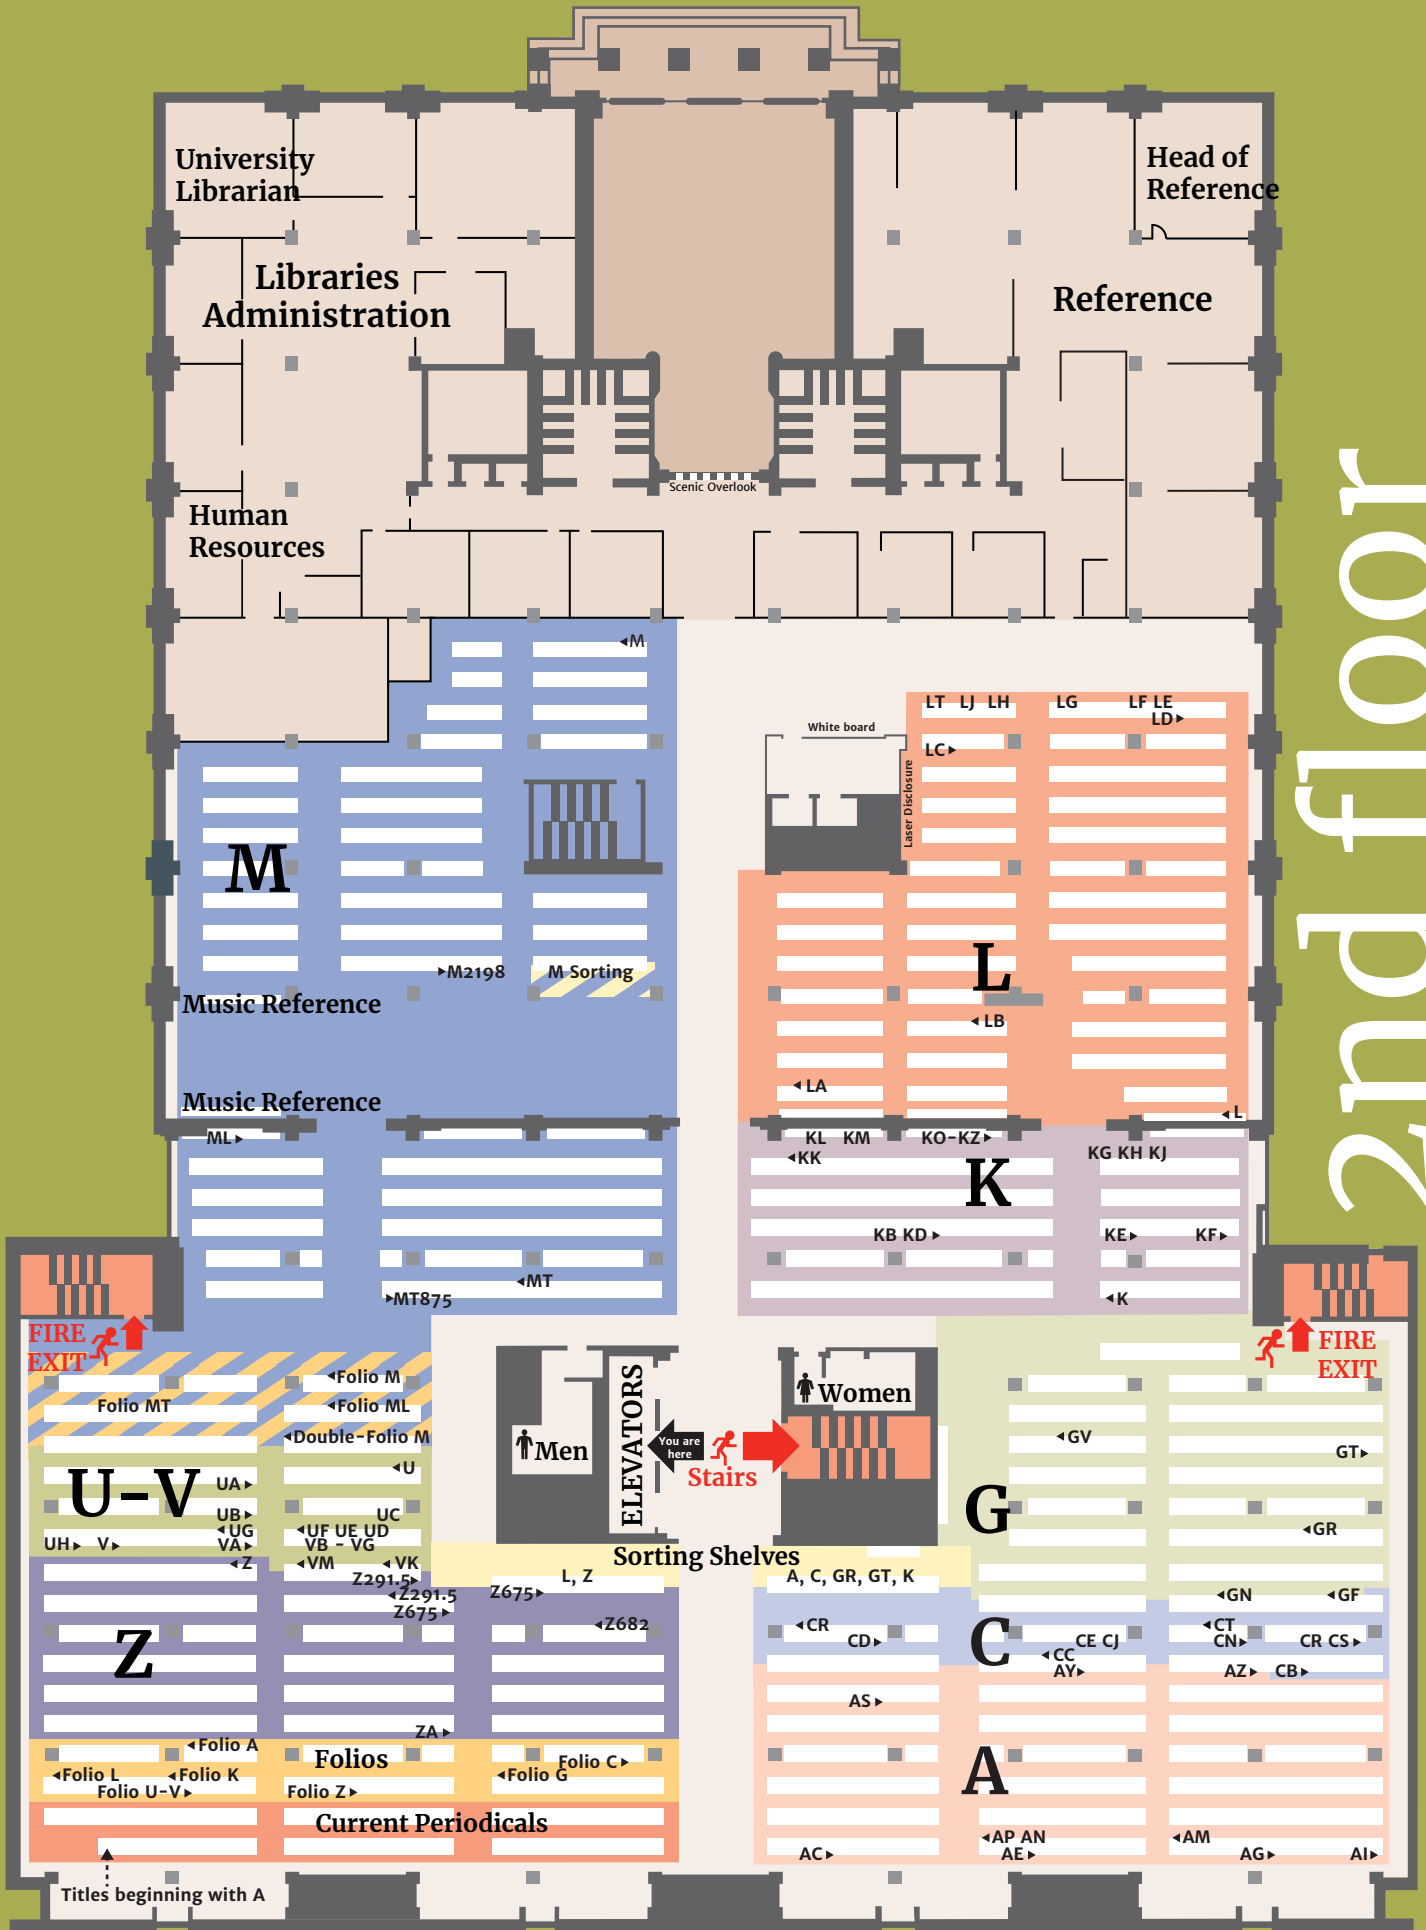 University
Librarian
Head of
Reference
Libraries
Administration
Reference
Scenic Overlook
Human
Resources
2nd floor
◂M
LT LJ LH
LG
LF LE
LD▸
White board
LC▸
Laser Disclosure
M
L
▸M2198
M Sorting
Music Reference
◂LB
◂LA
Music Reference
◂L
ML▸
KL KM
KO-KZ▸
◂KK
KG KH KJ
K
KB KD▸
KE▸
KF▸
◂MT
▸MT875
◂K
FIRE
EXIT
FIRE
EXIT
◂Folio M
Folio MT
◂Folio ML
◂Double-Folio M
Men
ELEVATORS
You are
here
Women
Stairs
◂GV
GT▸
◂U
U-V
UA▸
UB▸
UC
◂UG
◂UF UE UD
UH▸
V▸
VA▸
VB - VG
◂Z
◂VM
◂VK
G
◂GR
Sorting Shelves
L, Z
A, C, GR, GT, K
Z291.5▸
◂Z291.5
Z675▸
Z675▸
◂Z682
◂GN
◂GF
Z
◂CR
CD▸
C
CE CJ
◂CC
AY▸
◂CT
CN▸
CR CS▸
AZ▸
CB▸
AS▸
ZA▸
◂Folio A
Folios
Folio C▸
◂Folio L
◂Folio K
◂Folio G
Folio U-V▸
Folio Z▸
A
Current Periodicals
◂AP AN
◂AM
AC▸
AE▸
AG▸
AI▸
Titles beginning with A